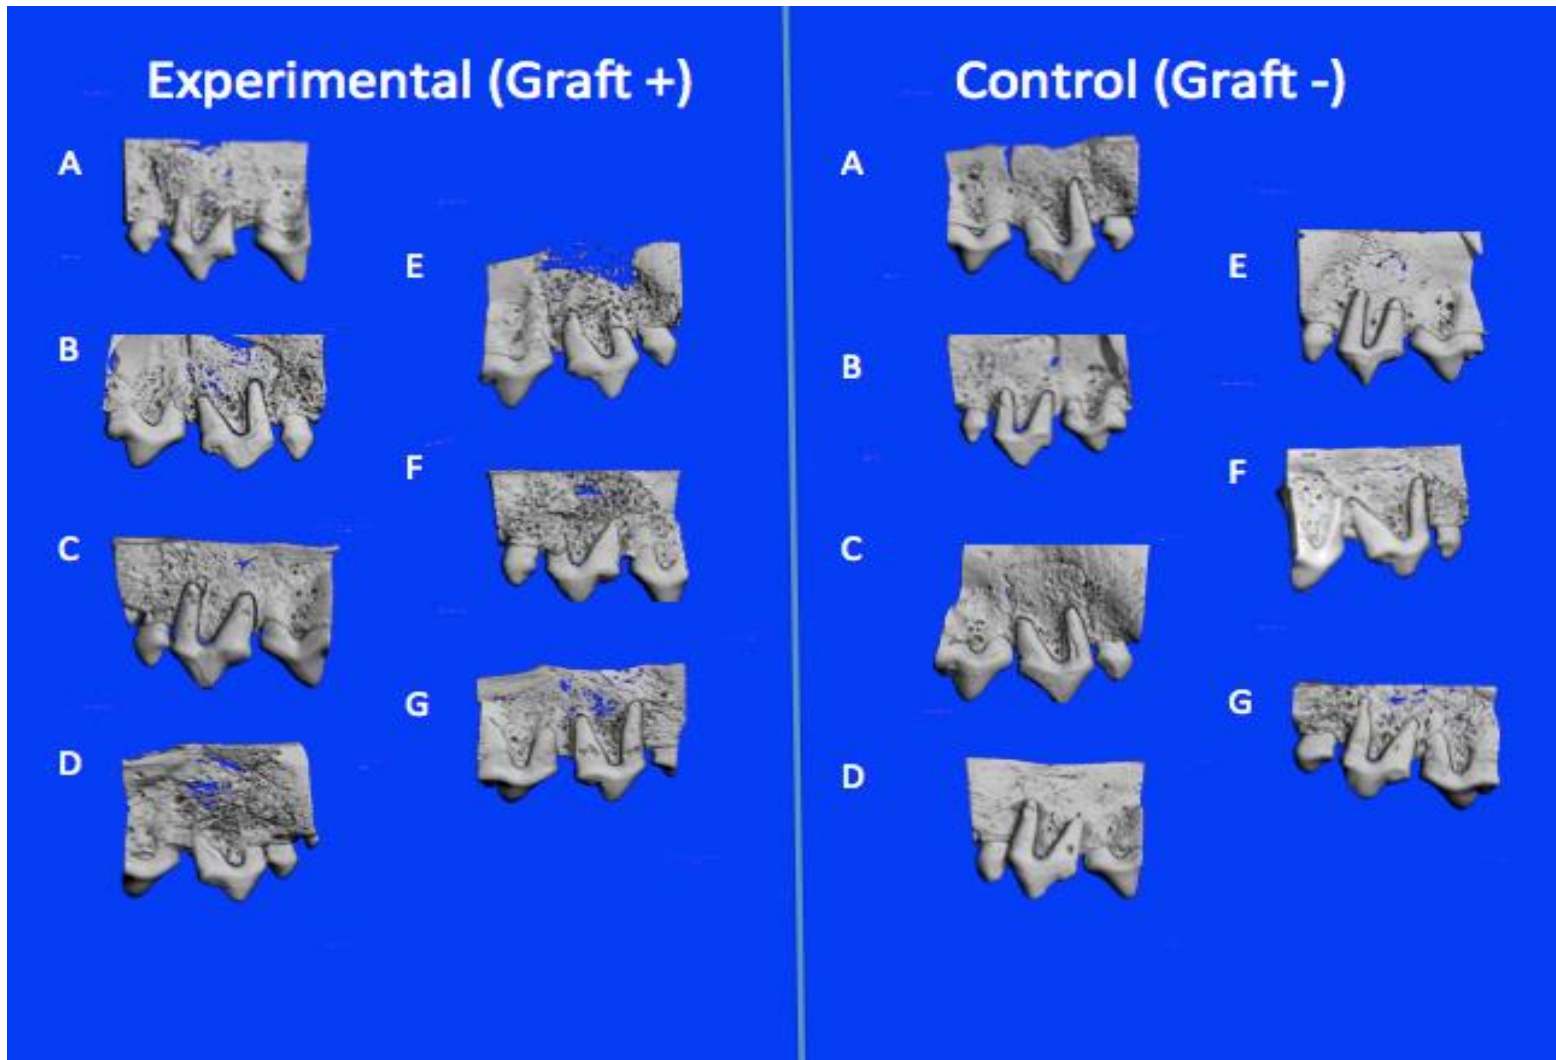 Experimental (Graft +)
A
B
C
D
E
F
G
Control (Graft -)
A
B
C
D
E
F
G